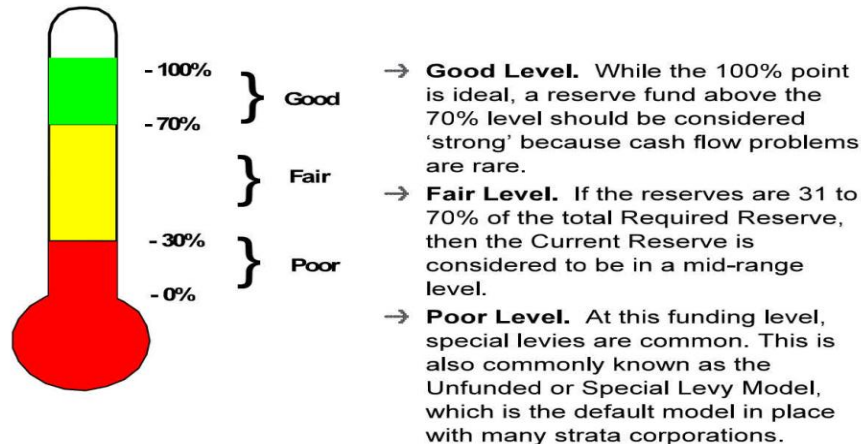 - 100%
Good
- 70%
Fair
- 30%
Poor
- 0%
→ Good Level. While the 100% point
is ideal, a reserve fund above the
70% level should be considered
‘strong’ because cash flow problems
are rare.
→ Fair Level. If the reserves are 31 to
70% of the total Required Reserve,
then the Current Reserve is
considered to be in a mid-range
level.
→ Poor Level. At this funding level,
special levies are common. This is
also commonly known as the
Unfunded or Special Levy Model,
which is the default model in place
with many strata corporations.